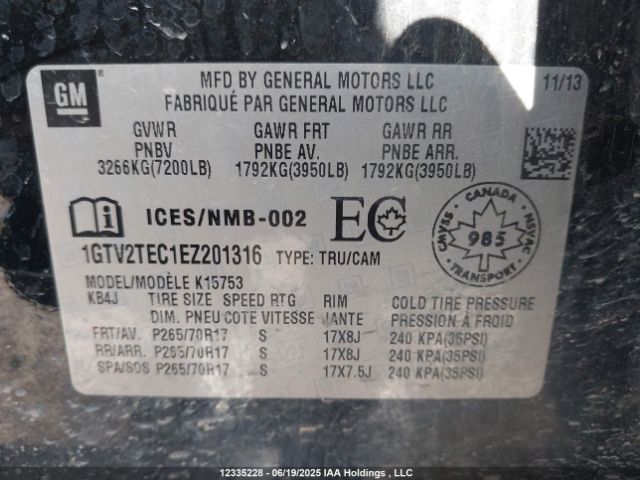 GM
MFD BY GENERAL MOTORS LLC
11/13
FABRIQUÉ PAR GENERAL MOTORS LLC
GVWR GAWR FRT GAWR RR
PNBV PNBE AV. PNBE ARR.
3266KG(7200LB) 1792KG(3950LB) 1792KG(3950LB)
ICES/NMB-002 EC
CANADA CMVSS 985 NSVAC TRANSPORT
1GTV2TEC1EZ201316 TYPE: TRU/CAM
MODEL/MODÈLE K15753
KB4J TIRE SIZE SPEED RTG RIM COLD TIRE PRESSURE
DIM. PNEU COTE VITESSE JANTE PRESSION À FROID
FRT/AV. P265/70R17 S 17X8J 240 KPA(35PSI)
RR/ARR. P265/70R17 S 17X8J 240 KPA(35PSI)
SPA/SOS P265/70R17 S 17X7.5J 240 KPA(35PSI)
12335228 - 06/19/2025 IAA Holdings , LLC